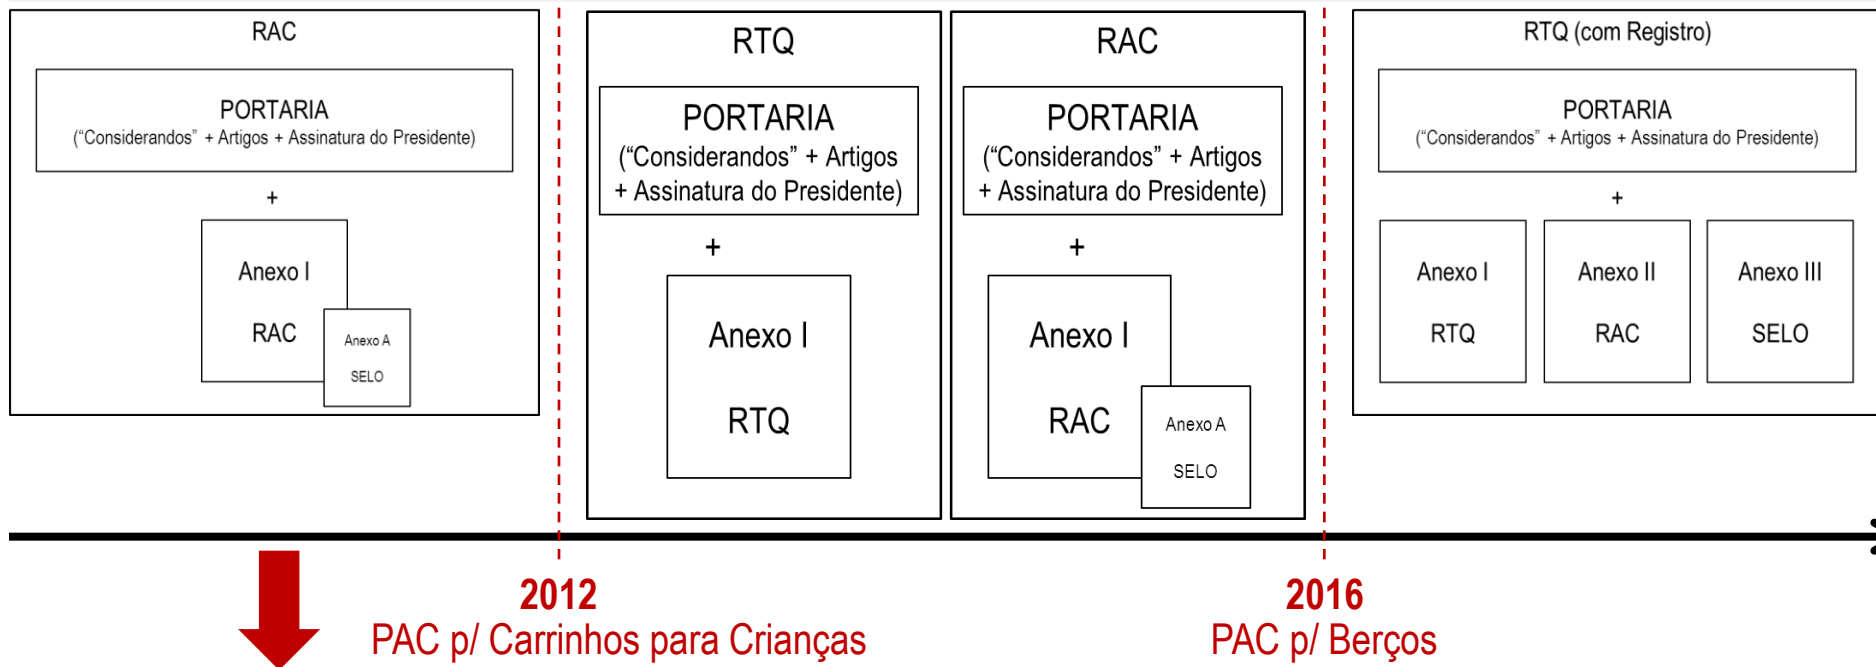 RAC
PORTARIA
(“Considerandos” + Artigos + Assinatura do Presidente)
+
Anexo I
RAC
Anexo A
SELO
RTQ
PORTARIA
(“Considerandos” + Artigos
+ Assinatura do Presidente)
+
Anexo I
RTQ
RAC
PORTARIA
(“Considerandos” + Artigos
+ Assinatura do Presidente)
+
Anexo I
RAC
Anexo A
SELO
RTQ (com Registro)
PORTARIA
(“Considerandos” + Artigos + Assinatura do Presidente)
+
Anexo I
RTQ
Anexo II
RAC
Anexo III
SELO
2012
PAC p/ Carrinhos para Crianças
2016
PAC p/ Berços